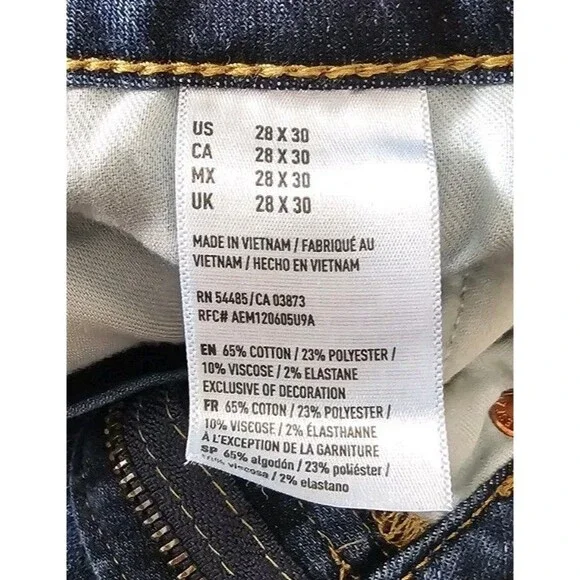 US 28 X 30
CA 28 X 30
MX 28 X 30
UK 28 X 30
MADE IN VIETNAM / FABRIQUÉ AU
VIETNAM / HECHO EN VIETNAM
RN 54485/CA 03873
RFC# AEM120605U9A
EN 65% COTTON / 23% POLYESTER /
10% VISCOSE / 2% ELASTANE
EXCLUSIVE OF DECORATION
FR 65% COTON / 23% POLYESTER /
10% VISCOSE / 2% ÉLASTHANNE
À L'EXCEPTION DE LA GARNITURE
SP 65% algodón / 23% poliéster /
10% viscosa / 2% elastano